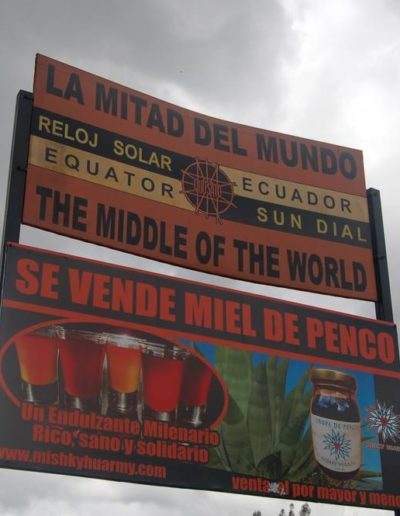 LA MITAD DEL MUNDO
RELOJ SOLAR ECUADOR
EQUATOR SUN DIAL
THE MIDDLE OF THE WORLD
SE VENDE MIEL DE PENCO
Un Endulzante Milenario
Rico, sano y solidario
www.mishkyhuarmy.com
venta al por mayor y